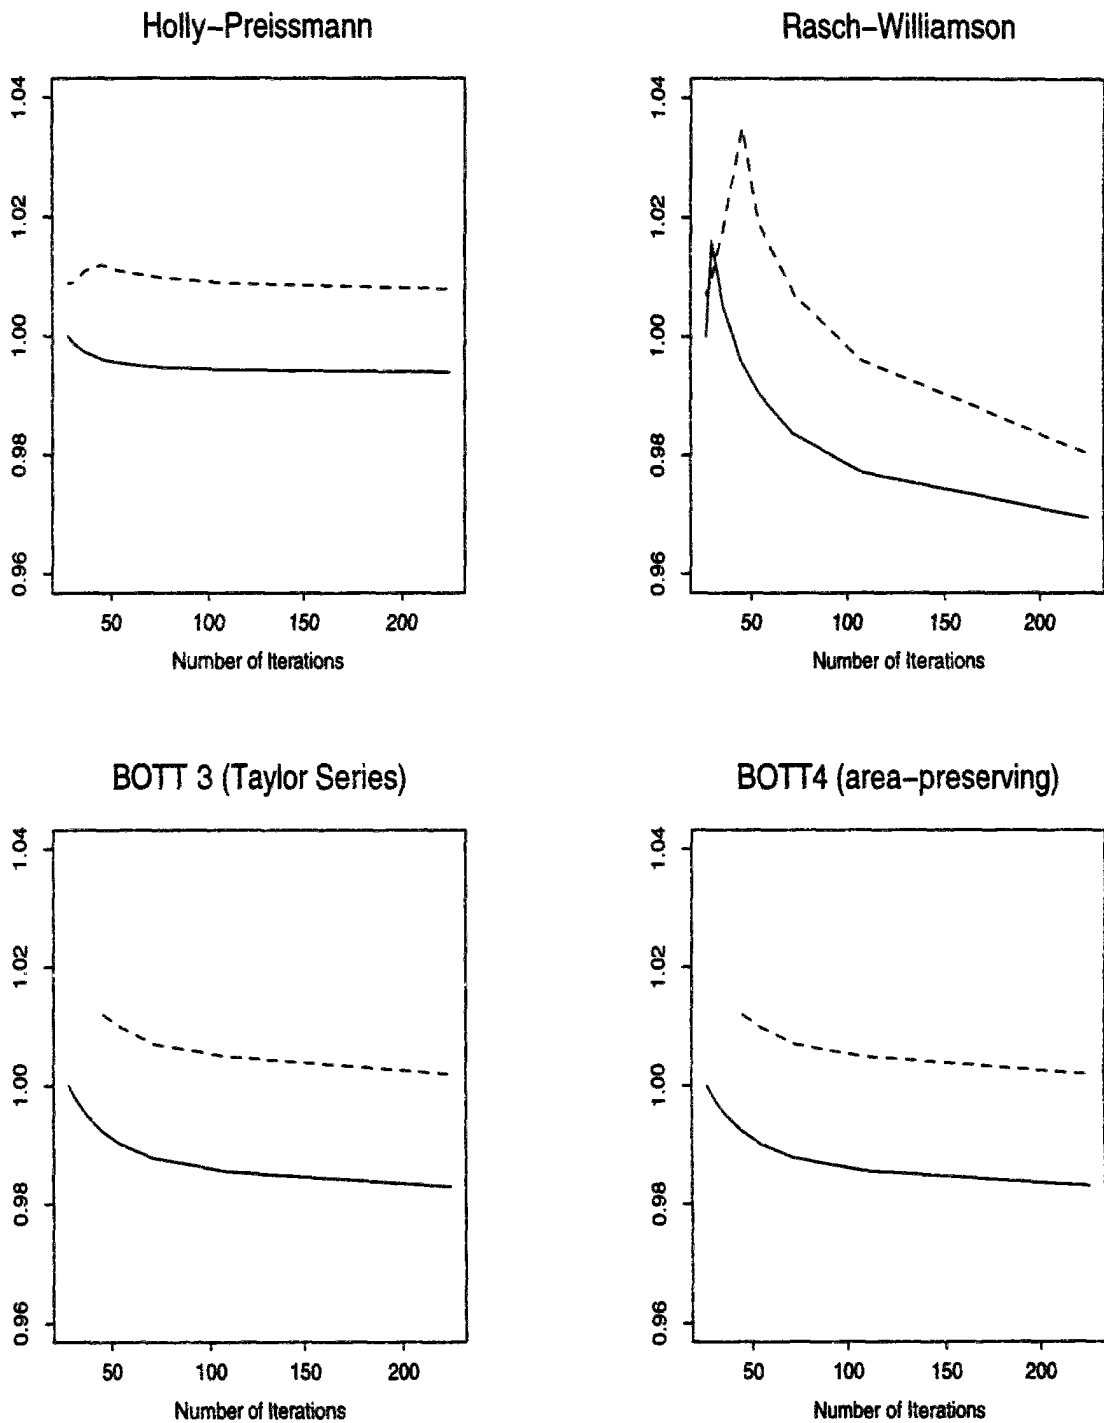 Holly-Preissmann
1.04
1.02
1.00
0.98
0.96
50 100 150 200
Number of Iterations
Rasch-Williamson
1.04
1.02
1.00
0.98
0.96
50 100 150 200
Number of Iterations
BOTT 3 (Taylor Series)
1.04
1.02
1.00
0.98
0.96
50 100 150 200
Number of Iterations
BOTT4 (area-preserving)
1.04
1.02
1.00
0.98
0.96
50 100 150 200
Number of Iterations